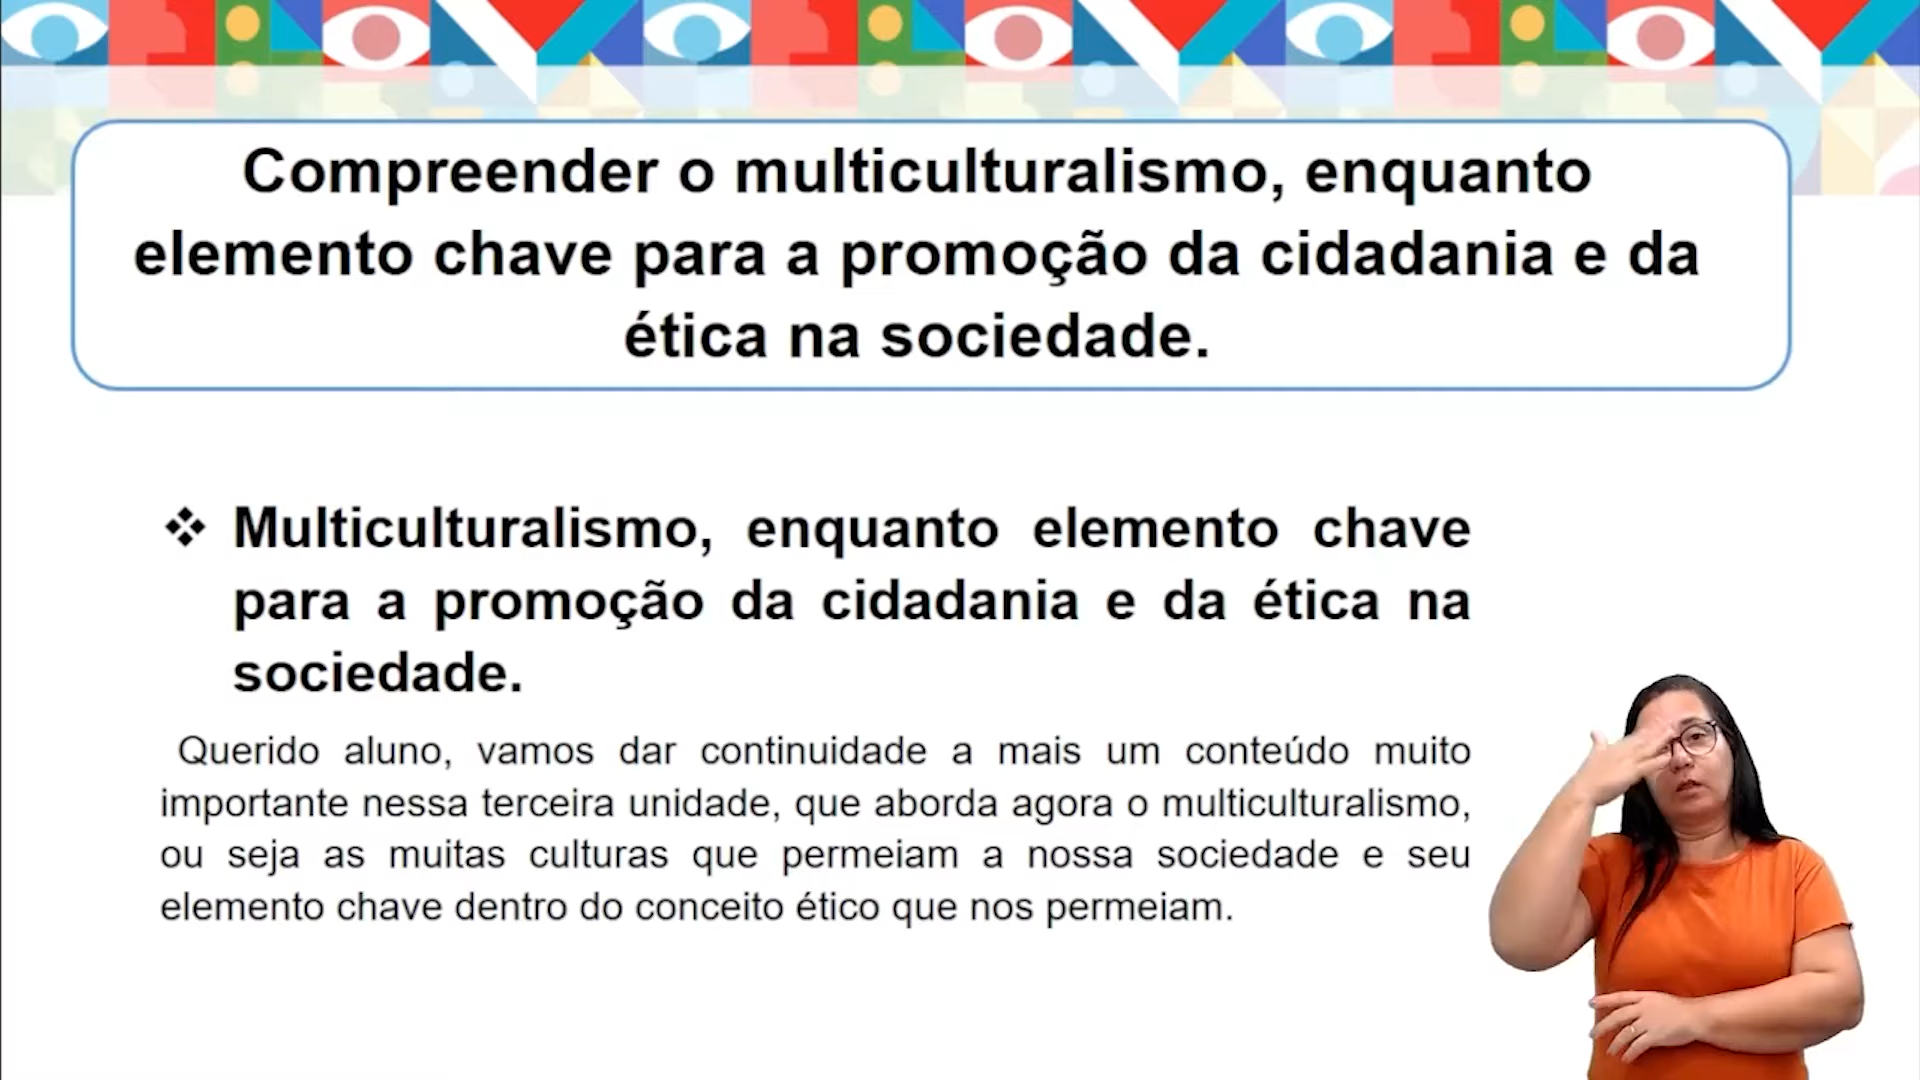 Compreender o multiculturalismo, enquanto
elemento chave para a promoção da cidadania e da
ética na sociedade.
❖ Multiculturalismo, enquanto elemento chave
para a promoção da cidadania e da ética na
sociedade.
Querido aluno, vamos dar continuidade a mais um conteúdo muito
importante nessa terceira unidade, que aborda agora o multiculturalismo,
ou seja as muitas culturas que permeiam a nossa sociedade e seu
elemento chave dentro do conceito ético que nos permeiam.